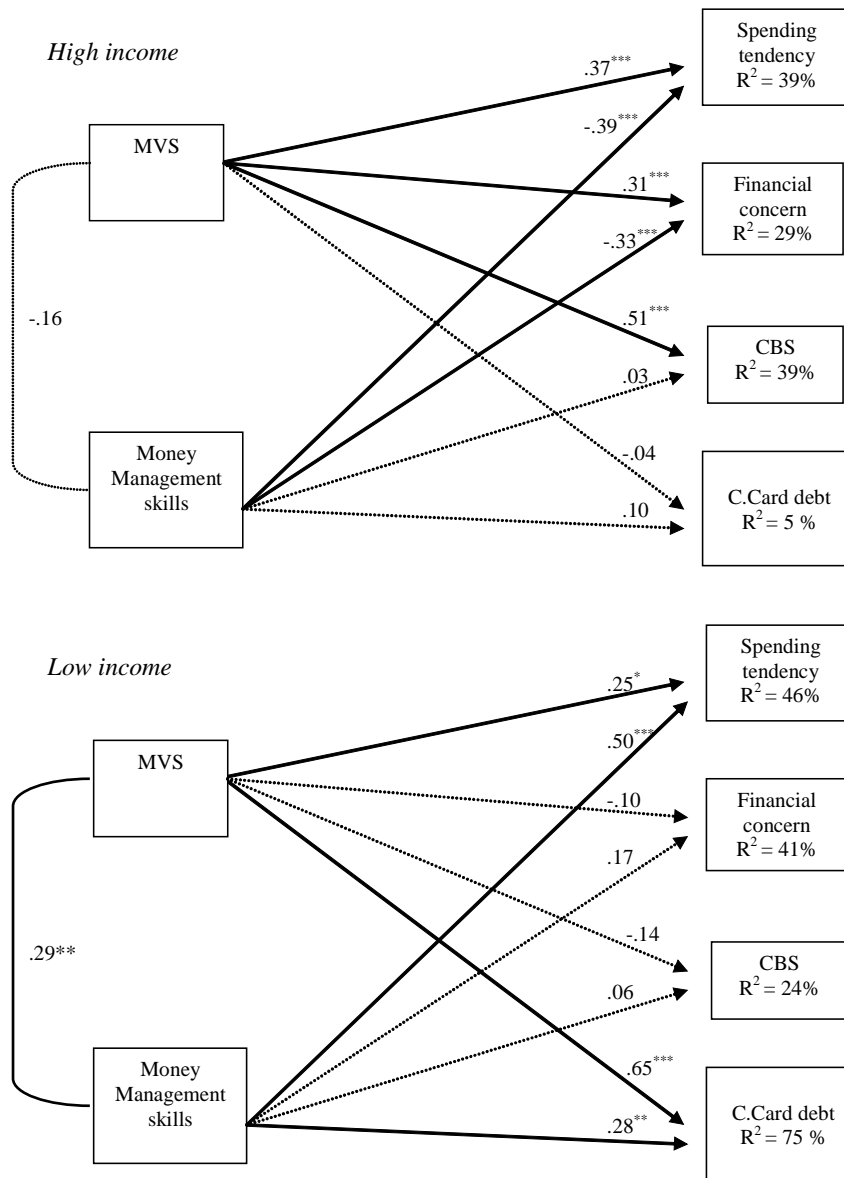 High income
Spending
tendency
R² = 39%
.37***
-.39***
MVS
.31***
Financial
concern
R² = 29%
-.33***
-.16
.51***
CBS
R² = 39%
.03
Money
Management
skills
-.04
.10
C.Card debt
R² = 5 %
Low income
Spending
tendency
R² = 46%
.25*
.50***
MVS
-.10
Financial
concern
R² = 41%
.17
.29**
-.14
CBS
R² = 24%
.06
Money
Management
skills
.65***
.28**
C.Card debt
R² = 75 %